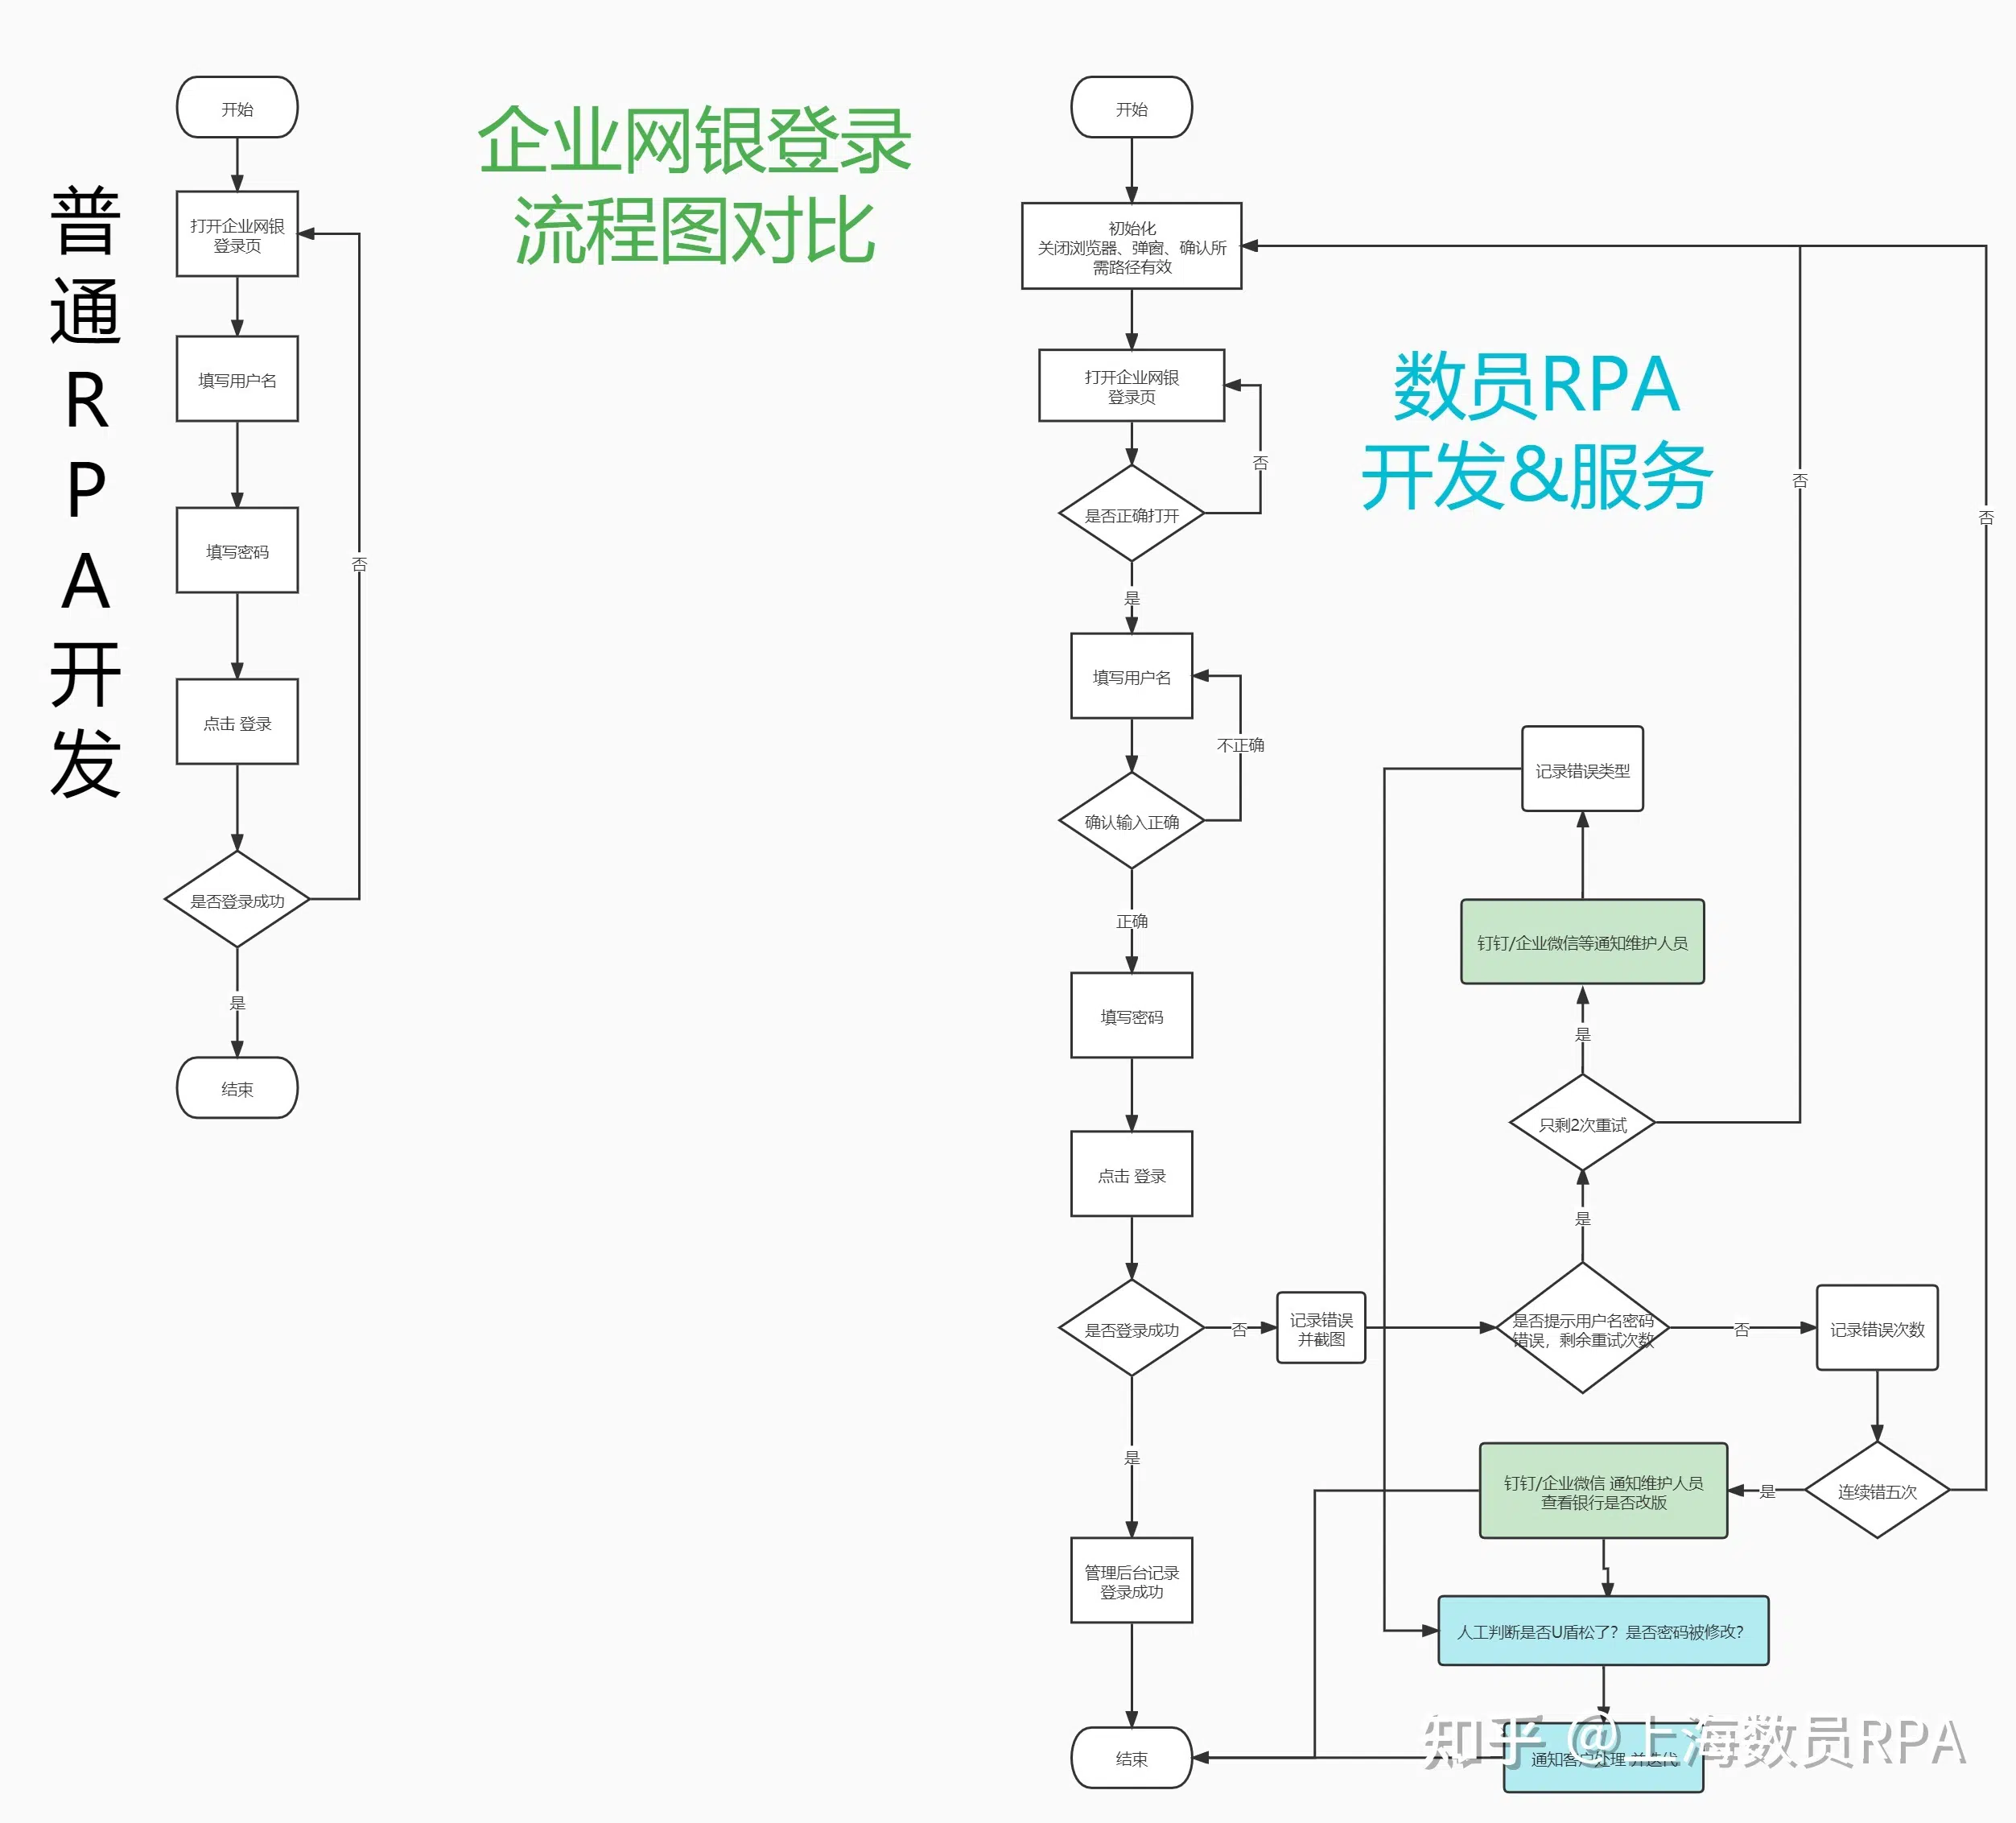 普通RPA开发
开始
打开企业网银
登录页
填写用户名
填写密码
点击 登录
否
是否登录成功
是
结束
企业网银登录
流程图对比
数员RPA
开发&服务
开始
初始化
关闭浏览器、弹窗、确认所
需路径有效
打开企业网银
登录页
否
是否正确打开
是
填写用户名
不正确
确认输入正确
正确
填写密码
点击 登录
是否登录成功
否
记录错误
并截图
是否提示用户名密码
错误，剩余重试次数
是
只剩2次重试
否
是
钉钉/企业微信等通知维护人员
记录错误类型
否
记录错误次数
连续错五次
否
是
钉钉/企业微信 通知维护人员
查看银行是否改版
人工判断是否U盾松了？是否密码被修改？
通知客户处理 并迭代
是
管理后台记录
登录成功
结束
知乎 @上海数员RPA